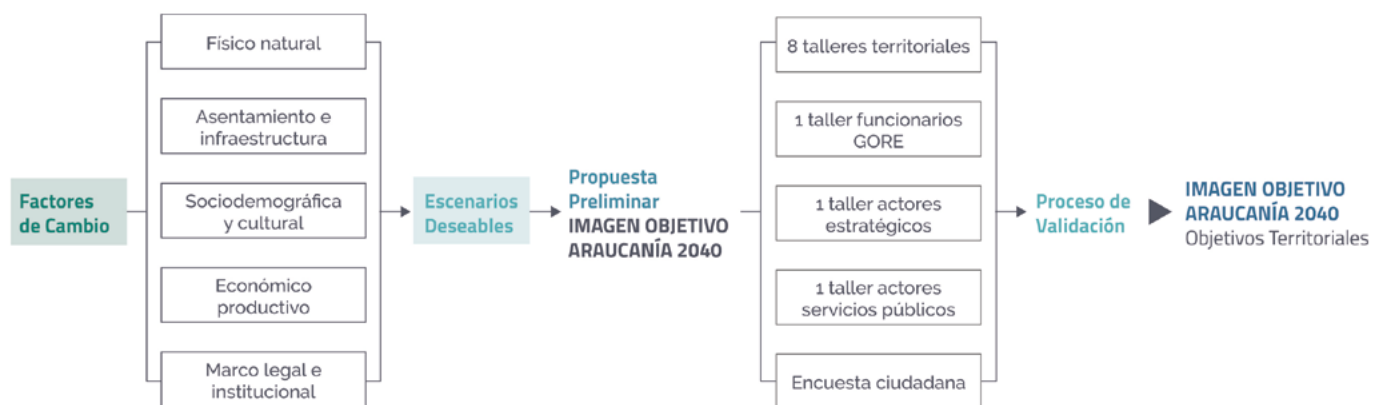 Factores
de Cambio
Físico natural
Asentamiento e
infraestructura
Sociodemográfica
y cultural
Económico
productivo
Marco legal e
institucional
Escenarios
Deseables
Propuesta
Preliminar
IMAGEN OBJETIVO
ARAUCANÍA 2040
8 talleres territoriales
1 taller funcionarios
GORE
1 taller actores
estratégicos
1 taller actores
servicios públicos
Encuesta ciudadana
Proceso de
Validación
IMAGEN OBJETIVO
ARAUCANÍA 2040
Objetivos Territoriales